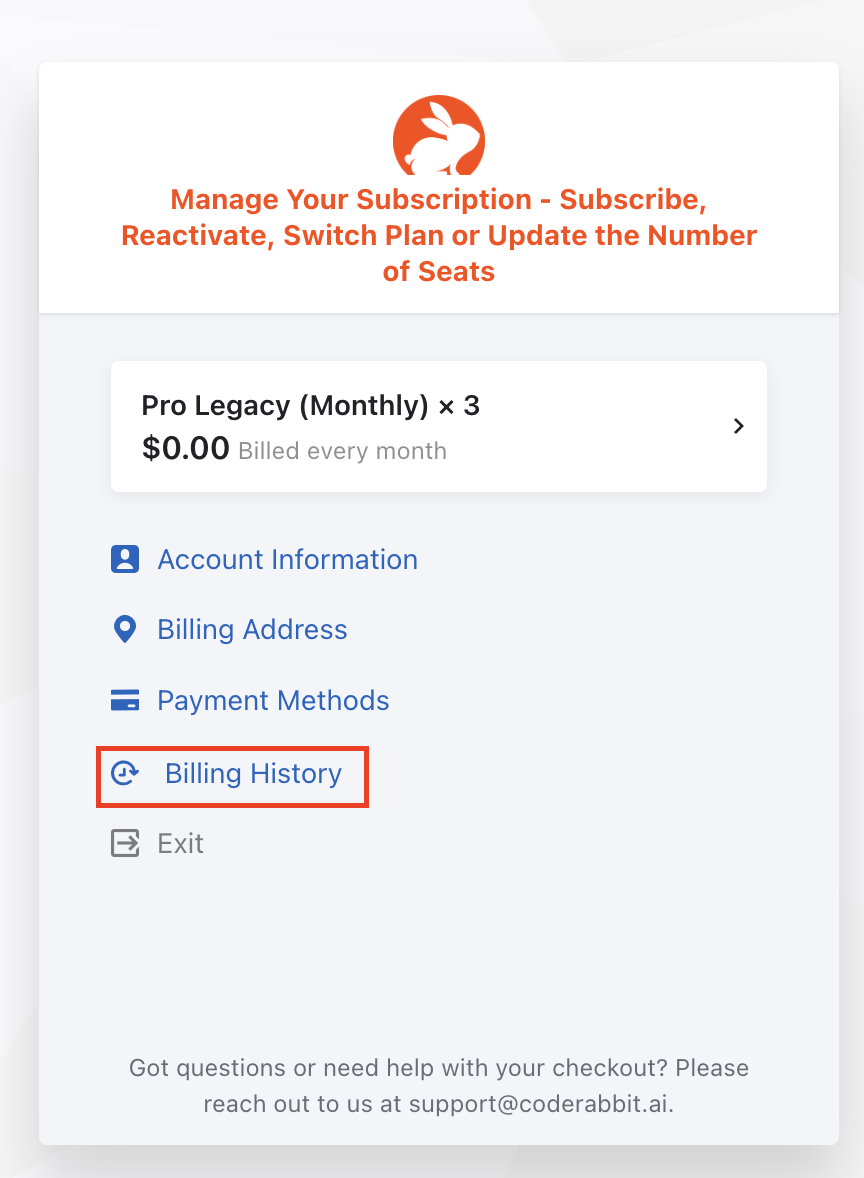 Manage Your Subscription - Subscribe,
Reactivate, Switch Plan or Update the Number
of Seats
Pro Legacy (Monthly) × 3
$0.00 Billed every month
Account Information
Billing Address
Payment Methods
Billing History
Exit
Got questions or need help with your checkout? Please
reach out to us at support@coderabbit.ai.